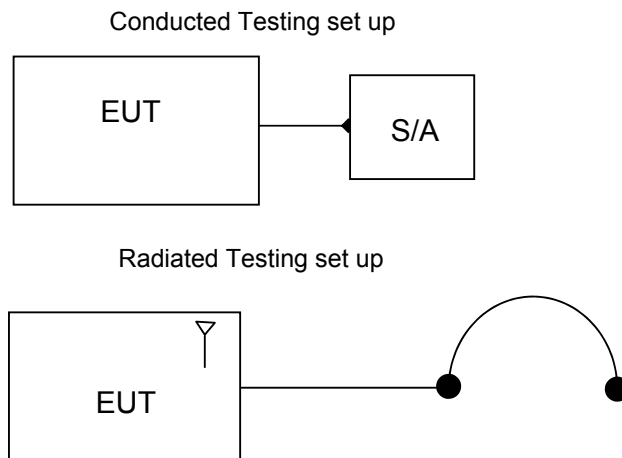 Conducted Testing set up
EUT
S/A
Radiated Testing set up
EUT